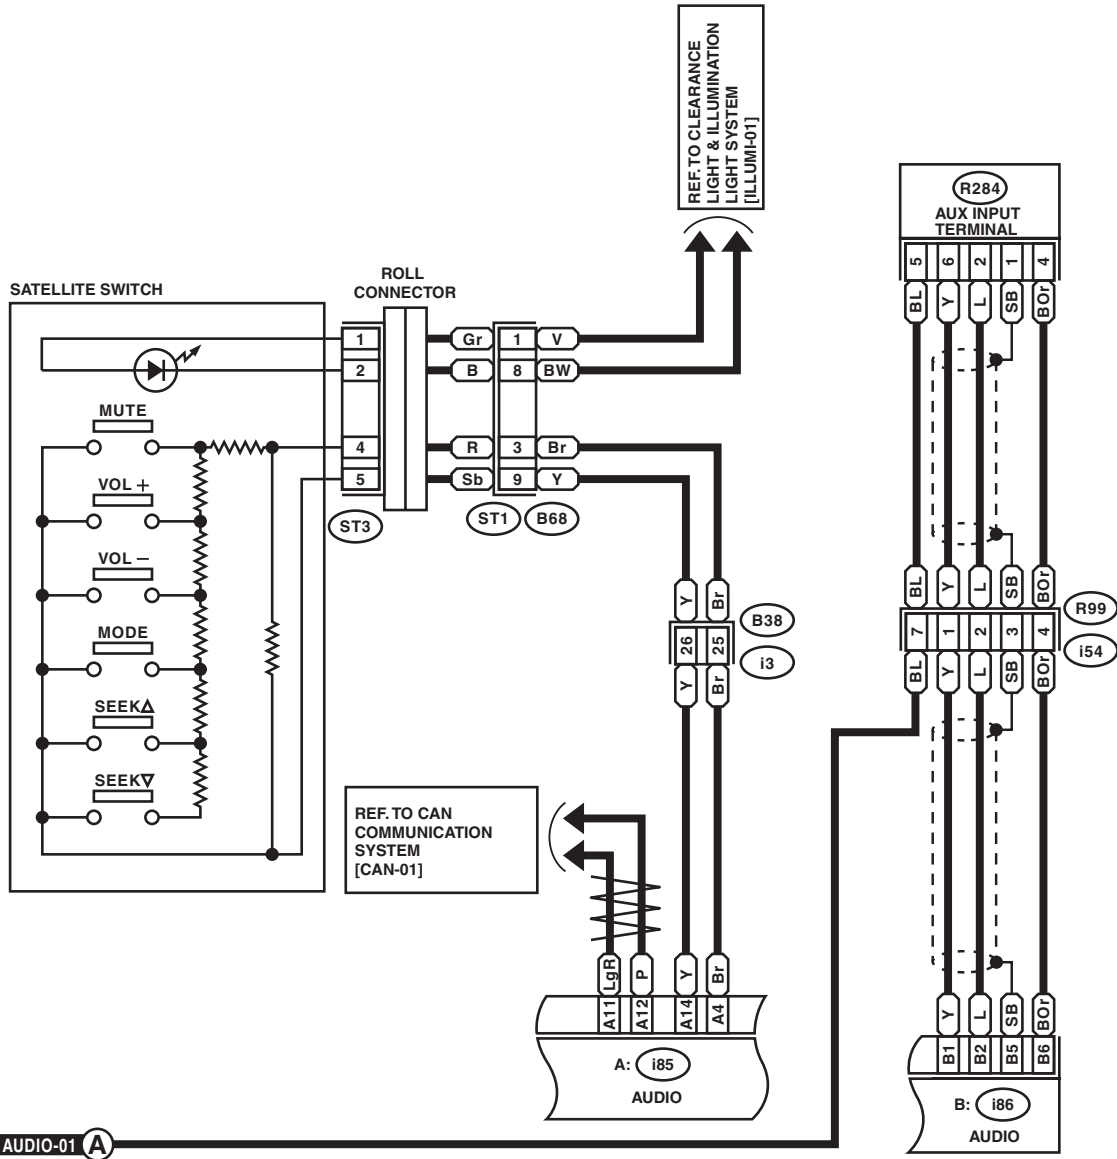 REF. TO CLEARANCE
LIGHT & ILLUMINATION
LIGHT SYSTEM
[ILLUMI-01]
R284
AUX INPUT
TERMINAL
5 6 2 1 4
BL Y L SB BOr
SATELLITE SWITCH
ROLL
CONNECTOR
1 Gr 1 V
2 B 8 BW
MUTE
4 R 3 Br
5 Sb 9 Y
VOL +
ST3
ST1 B68
VOL −
MODE
SEEK△
SEEK▽
Y Br
26 25
Y Br
B38
i3
BL Y L SB BOr
7 1 2 3 4
BL Y L SB BOr
R99
i54
REF. TO CAN
COMMUNICATION
SYSTEM
[CAN-01]
LgR P Y Br
A11 A12 A14 A4
A: i85
AUDIO
Y L SB BOr
B1 B2 B5 B6
B: i86
AUDIO
AUDIO-01 A